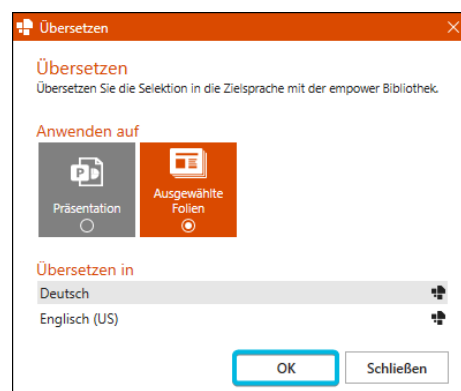 Übersetzen
Übersetzen
Übersetzen Sie die Selektion in die Zielsprache mit der empower Bibliothek.
Anwenden auf
Präsentation
Ausgewählte
Folien
Übersetzen in
Deutsch
Englisch (US)
OK
Schließen